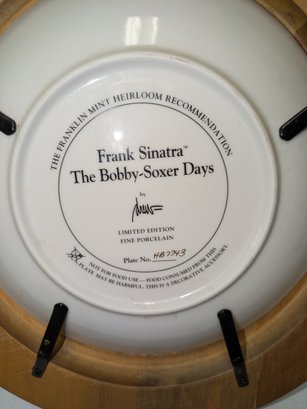 THE FRANKLIN MINT HEIRLOOM RECOMMENDATION
Frank Sinatra™
The Bobby-Soxer Days
by
LIMITED EDITION
FINE PORCELAIN
Plate No. HB7743
NOT FOR FOOD USE — FOOD CONSUMED FROM THIS
PLATE MAY BE HARMFUL. THIS IS A DECORATIVE ACCESSORY.